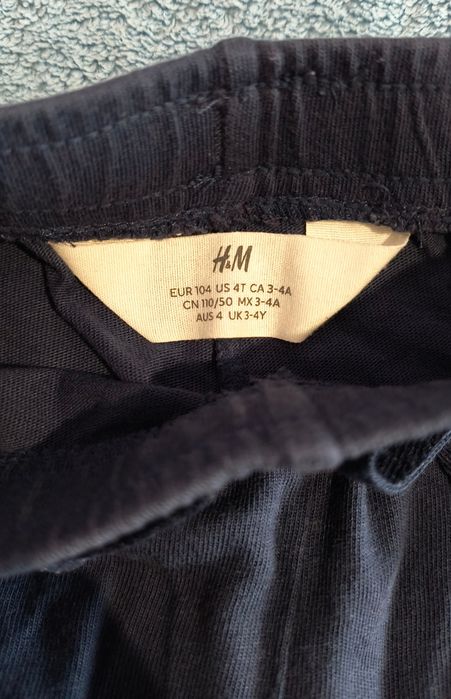 H&M
EUR 104 US 4T CA 3-4A
CN 110/50 MX 3-4A
AUS 4 UK 3-4Y